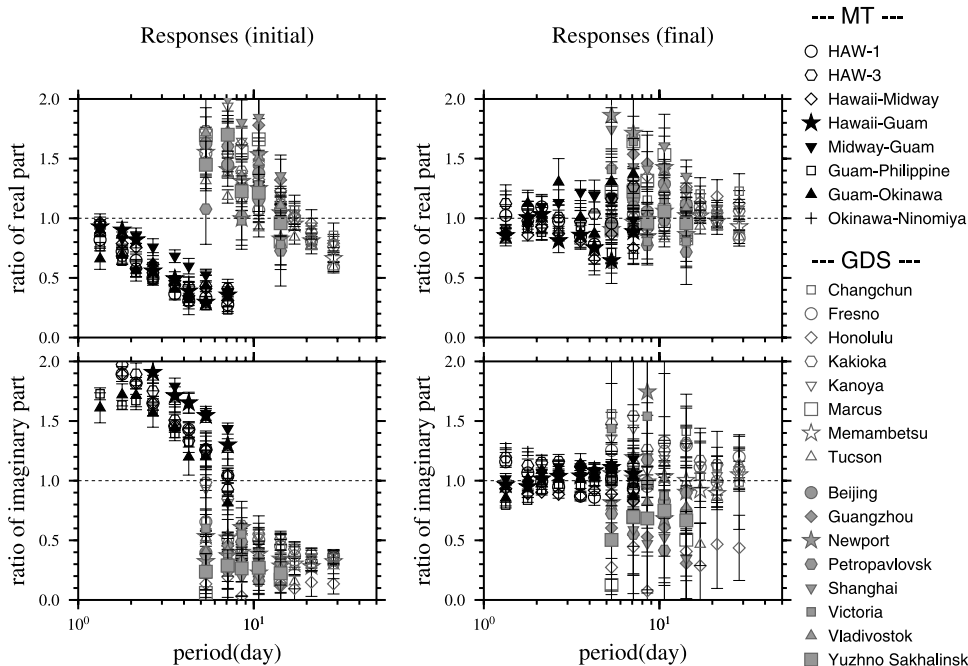 Responses (initial)
Responses (final)
ratio of real part
2.0
1.5
1.0
0.5
0.0
ratio of real part
2.0
1.5
1.0
0.5
0.0
ratio of imaginary part
2.0
1.5
1.0
0.5
0.0
10⁰
10¹
period(day)
ratio of imaginary part
2.0
1.5
1.0
0.5
0.0
10⁰
10¹
period(day)
--- MT ---
HAW-1
HAW-3
Hawaii-Midway
Hawaii-Guam
Midway-Guam
Guam-Philippine
Guam-Okinawa
Okinawa-Ninomiya
--- GDS ---
Changchun
Fresno
Honolulu
Kakioka
Kanoya
Marcus
Memambetsu
Tucson
Beijing
Guangzhou
Newport
Petropavlovsk
Shanghai
Victoria
Vladivostok
Yuzhno Sakhalinsk